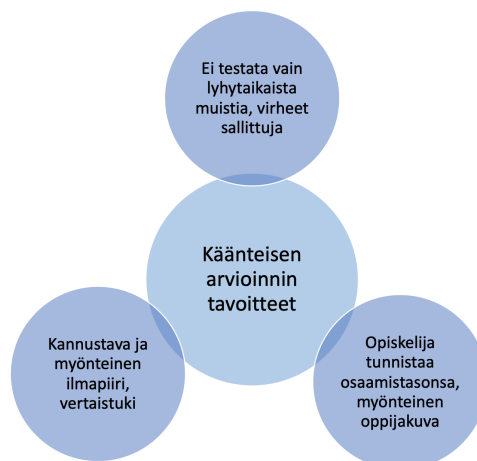 Ei testata vain
lyhytaikaista
muistia, virheet
sallittuja
Käänteisen
arvioinnin
tavoitteet
Kannustava ja
myönteinen
ilmapiiri,
vertaistuki
Opiskelija
tunnistaa
osaamistasonsa,
myönteinen
oppijakuva